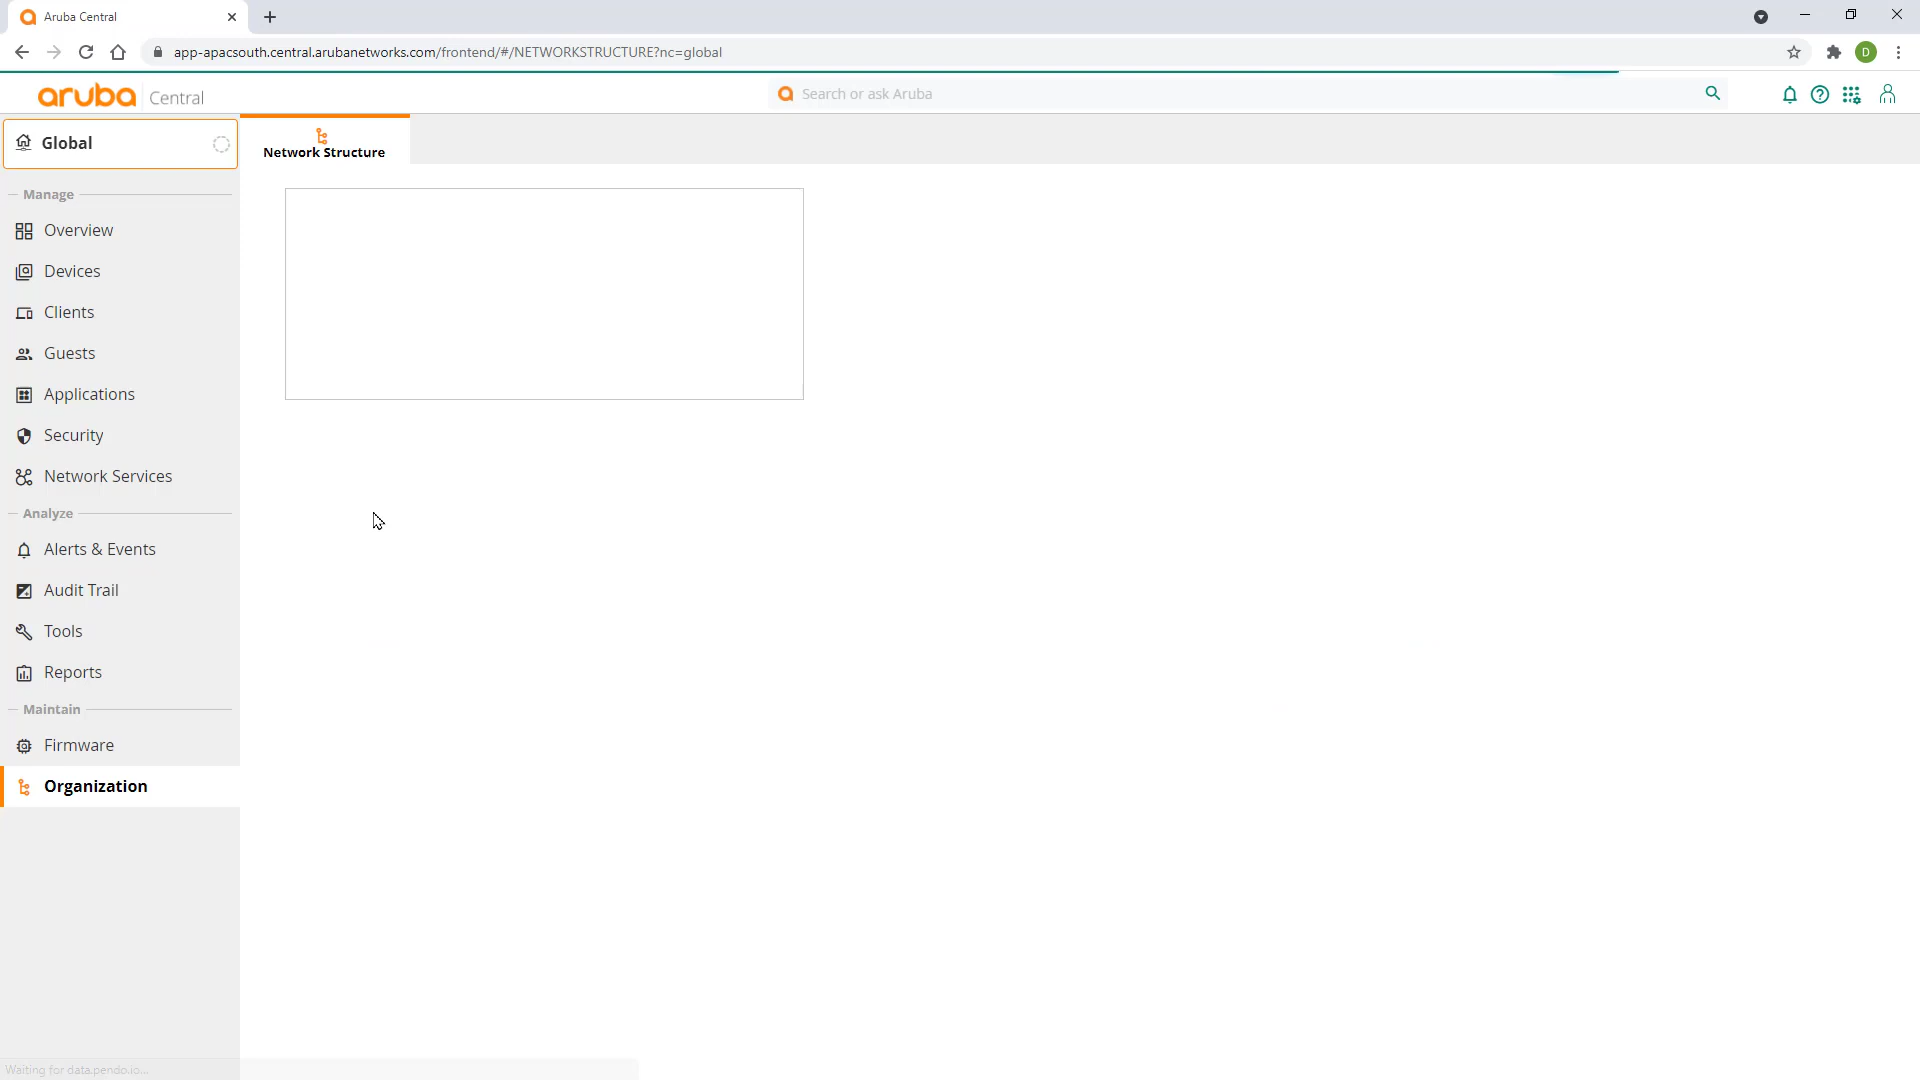 Aruba Central
app-apacsouth.central.arubanetworks.com/frontend/#/NETWORKSTRUCTURE?nc=global
D
aruba Central
Search or ask Aruba
Global
Network Structure
Manage
Overview
Devices
Clients
Guests
Applications
Security
Network Services
Analyze
Alerts & Events
Audit Trail
Tools
Reports
Maintain
Firmware
Organization
Waiting for data.pendo.io...